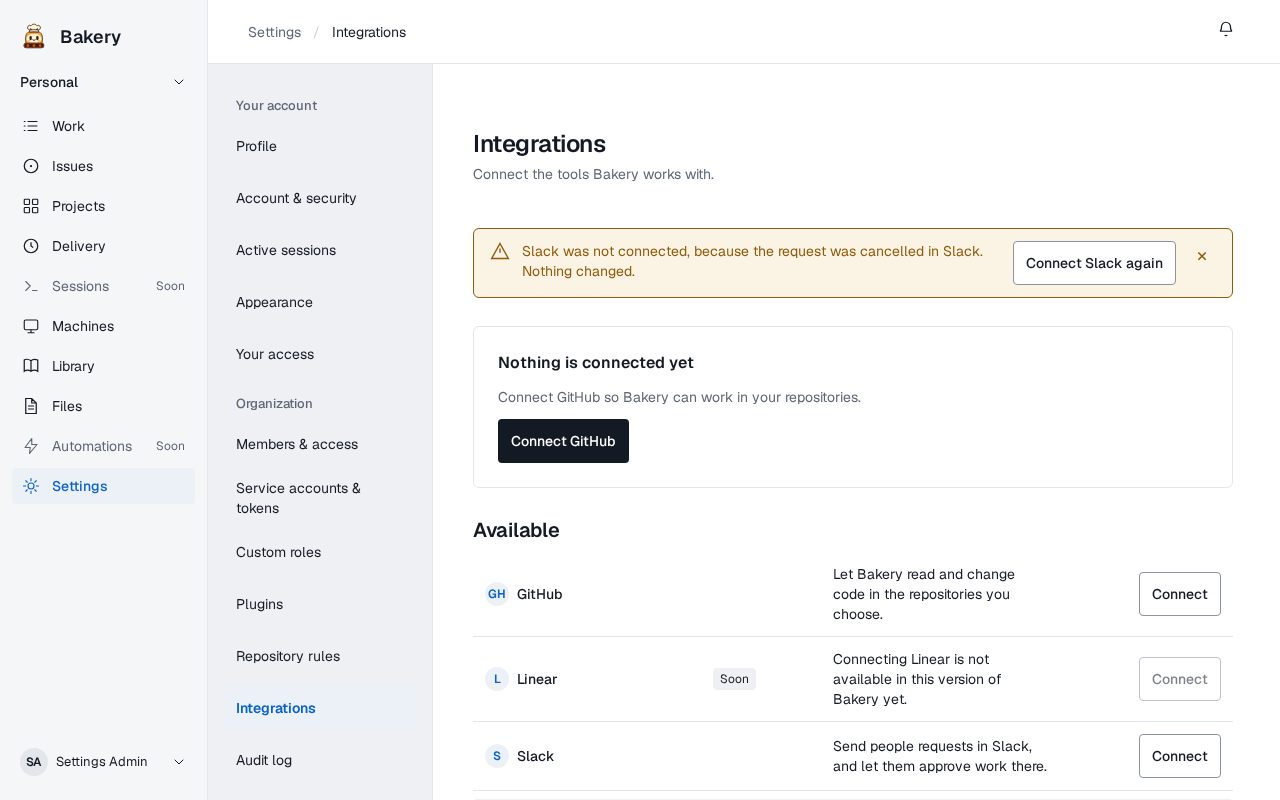 Bakery
Personal
Work
Issues
Projects
Delivery
Sessions Soon
Machines
Library
Files
Automations Soon
Settings
SA Settings Admin
Settings / Integrations
Your account
Profile
Account & security
Active sessions
Appearance
Your access
Organization
Members & access
Service accounts &
tokens
Custom roles
Plugins
Repository rules
Integrations
Audit log
Integrations
Connect the tools Bakery works with.
Slack was not connected, because the request was cancelled in Slack.
Nothing changed.
Connect Slack again
Nothing is connected yet
Connect GitHub so Bakery can work in your repositories.
Connect GitHub
Available
GH GitHub
Let Bakery read and change
code in the repositories you
choose.
Connect
L Linear
Soon
Connecting Linear is not
available in this version of
Bakery yet.
Connect
S Slack
Send people requests in Slack,
and let them approve work there.
Connect